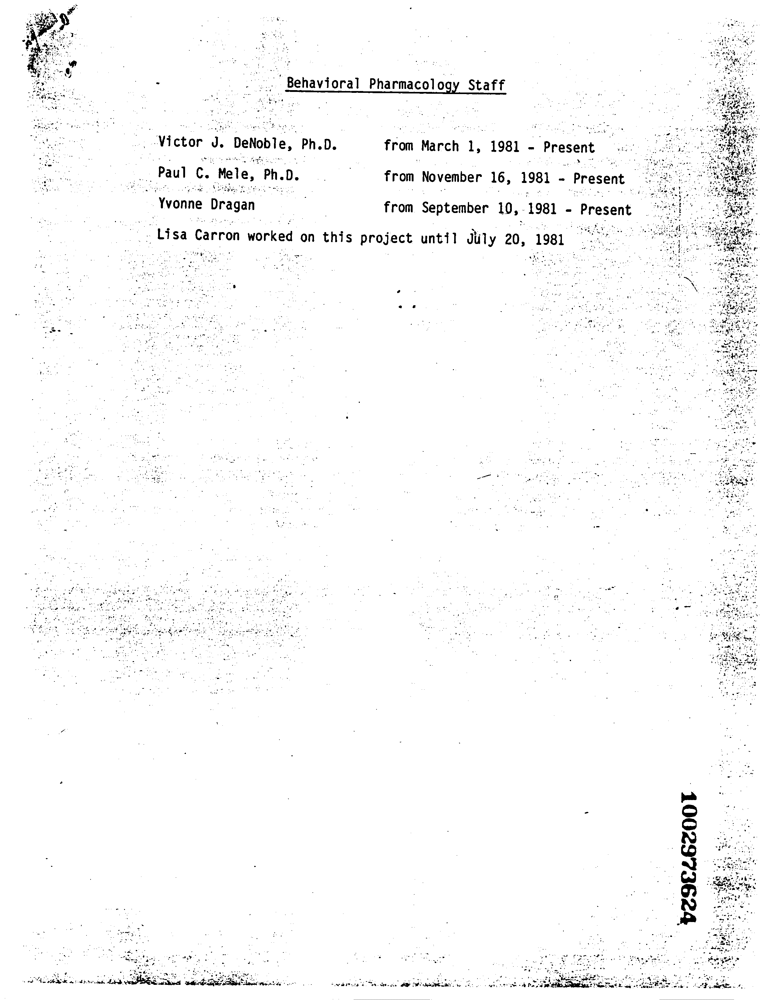 Behavioral Pharmacology Staff
Victor J. DeNoble, Ph.D. from March 1, 1981 - Present
Paul C. Mele, Ph.D. from November 16, 1981 - Present
Yvonne Dragan from September 10, 1981 - Present
Lisa Carron worked on this project until July 20, 1981
1002973624